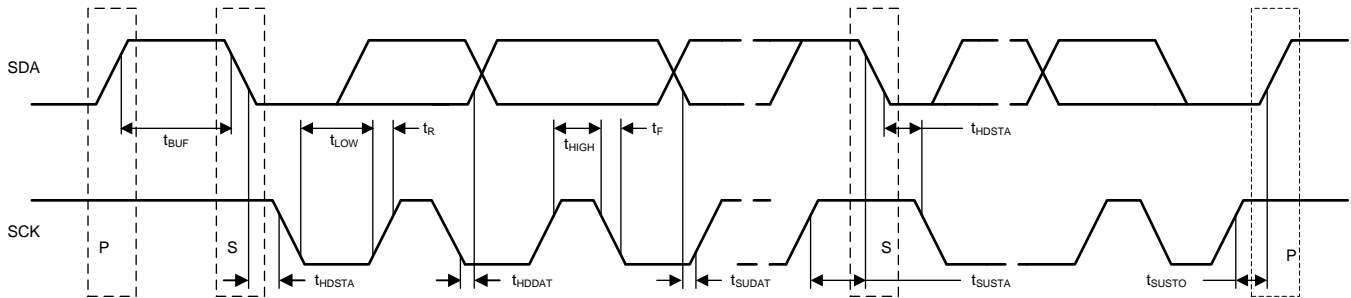 SDA
tBUF
tLOW
tR
tHIGH
tF
tHDSTA
SCK
P
S
S
P
tHDSTA
tHDDAT
tSUDAT
tSUSTA
tSUSTO